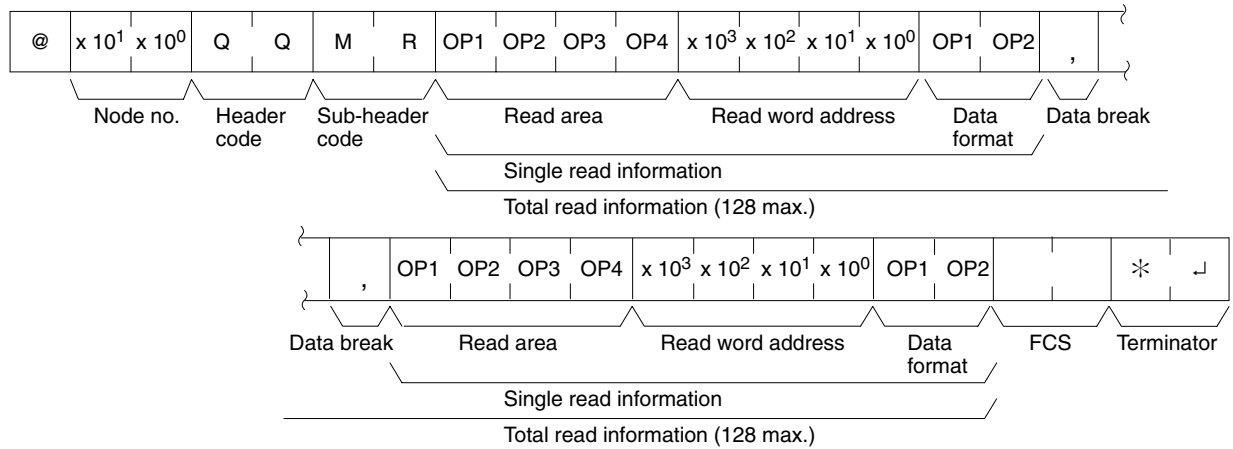 @ x 10¹ x 10⁰ Q Q M R OP1 OP2 OP3 OP4 x 10³ x 10² x 10¹ x 10⁰ OP1 OP2 ,
Node no. Header code Sub-header code Read area Read word address Data format Data break
Single read information
Total read information (128 max.)
, OP1 OP2 OP3 OP4 x 10³ x 10² x 10¹ x 10⁰ OP1 OP2 * ↵
Data break Read area Read word address Data format FCS Terminator
Single read information
Total read information (128 max.)